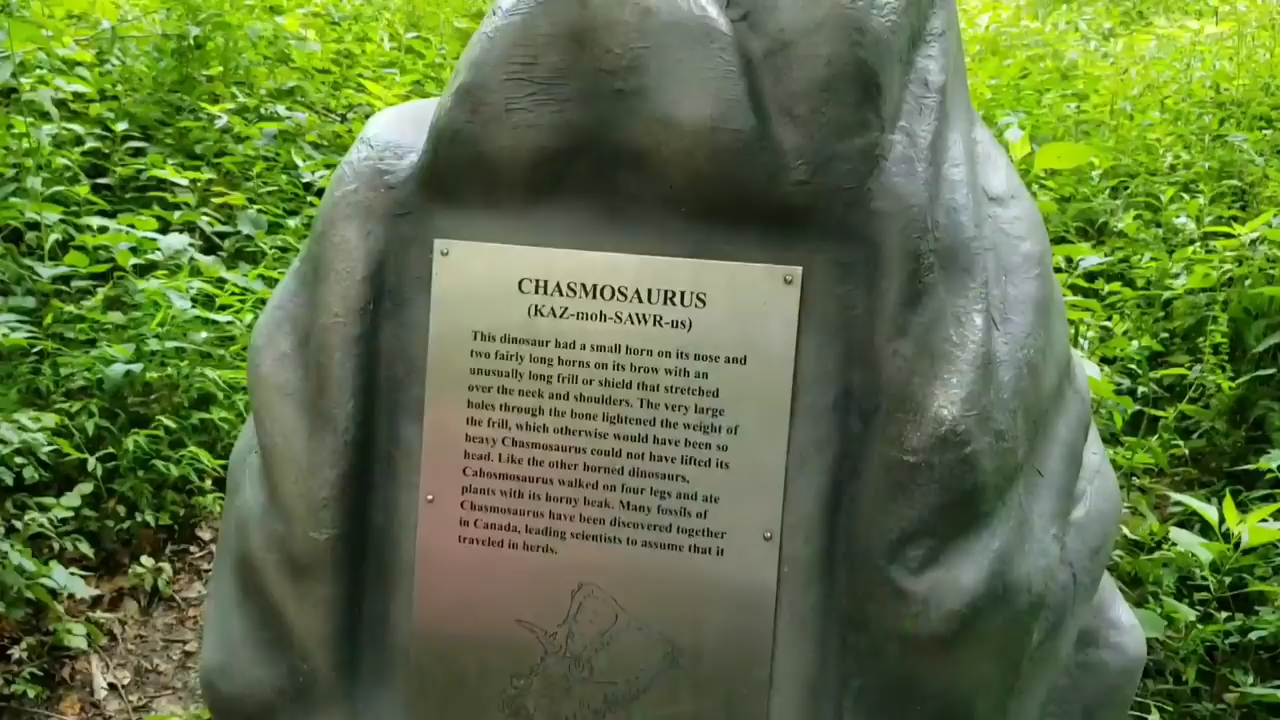 CHASMOSAURUS
(KAZ-moh-SAWR-us)
This dinosaur had a small horn on its nose and
two fairly long horns on its brow with an
unusually long frill or shield that stretched
over the neck and shoulders. The very large
holes through the bone lightened the weight of
the frill, which otherwise would have been so
heavy Chasmosaurus could not have lifted its
head. Like the other horned dinosaurs,
Cahosmosaurus walked on four legs and ate
plants with its horny beak. Many fossils of
Chasmosaurus have been discovered together
in Canada, leading scientists to assume that it
traveled in herds.